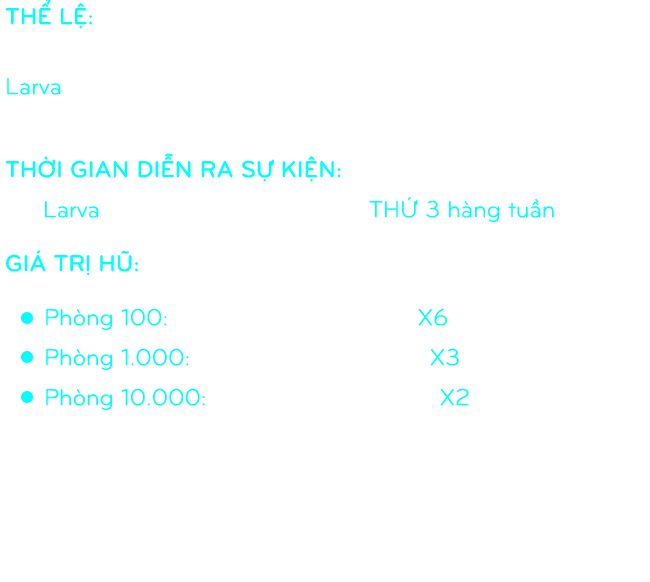 THỂ LỆ:
Larva
THỜI GIAN DIỄN RA SỰ KIỆN:
Larva THỨ 3 hàng tuần
GIÁ TRỊ HŨ:
● Phòng 100: X6
● Phòng 1.000: X3
● Phòng 10.000: X2